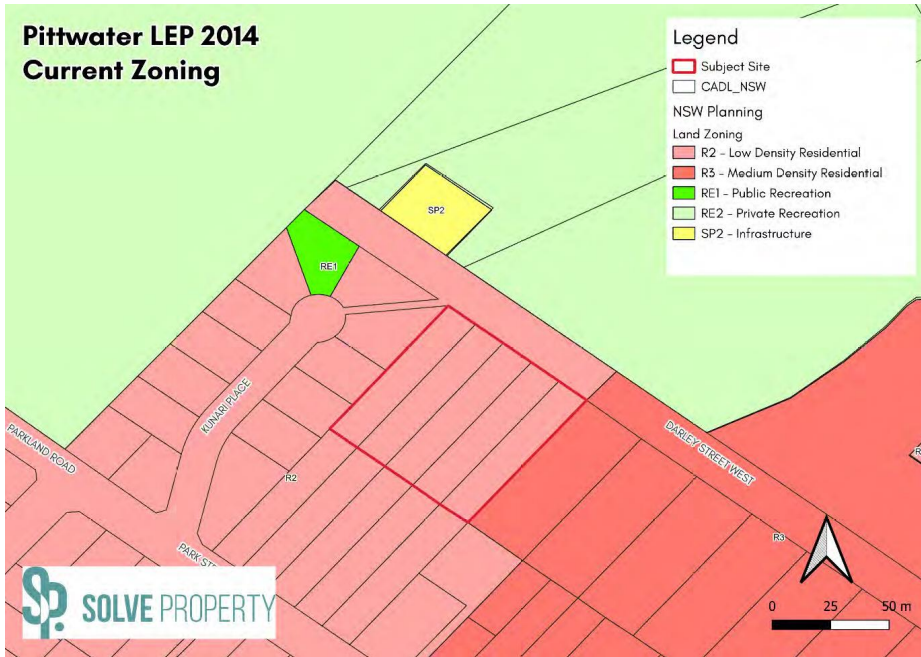 Pittwater LEP 2014
Current Zoning
Legend
Subject Site
CADL_NSW
NSW Planning
Land Zoning
R2 - Low Density Residential
R3 - Medium Density Residential
RE1 - Public Recreation
RE2 - Private Recreation
SP2 - Infrastructure
SP2
RE1
KUNARI PLACE
PARKLAND ROAD
DARLEY STREET WEST
R2
R3
PARK
SP. SOLVE PROPERTY
0 25 50 m